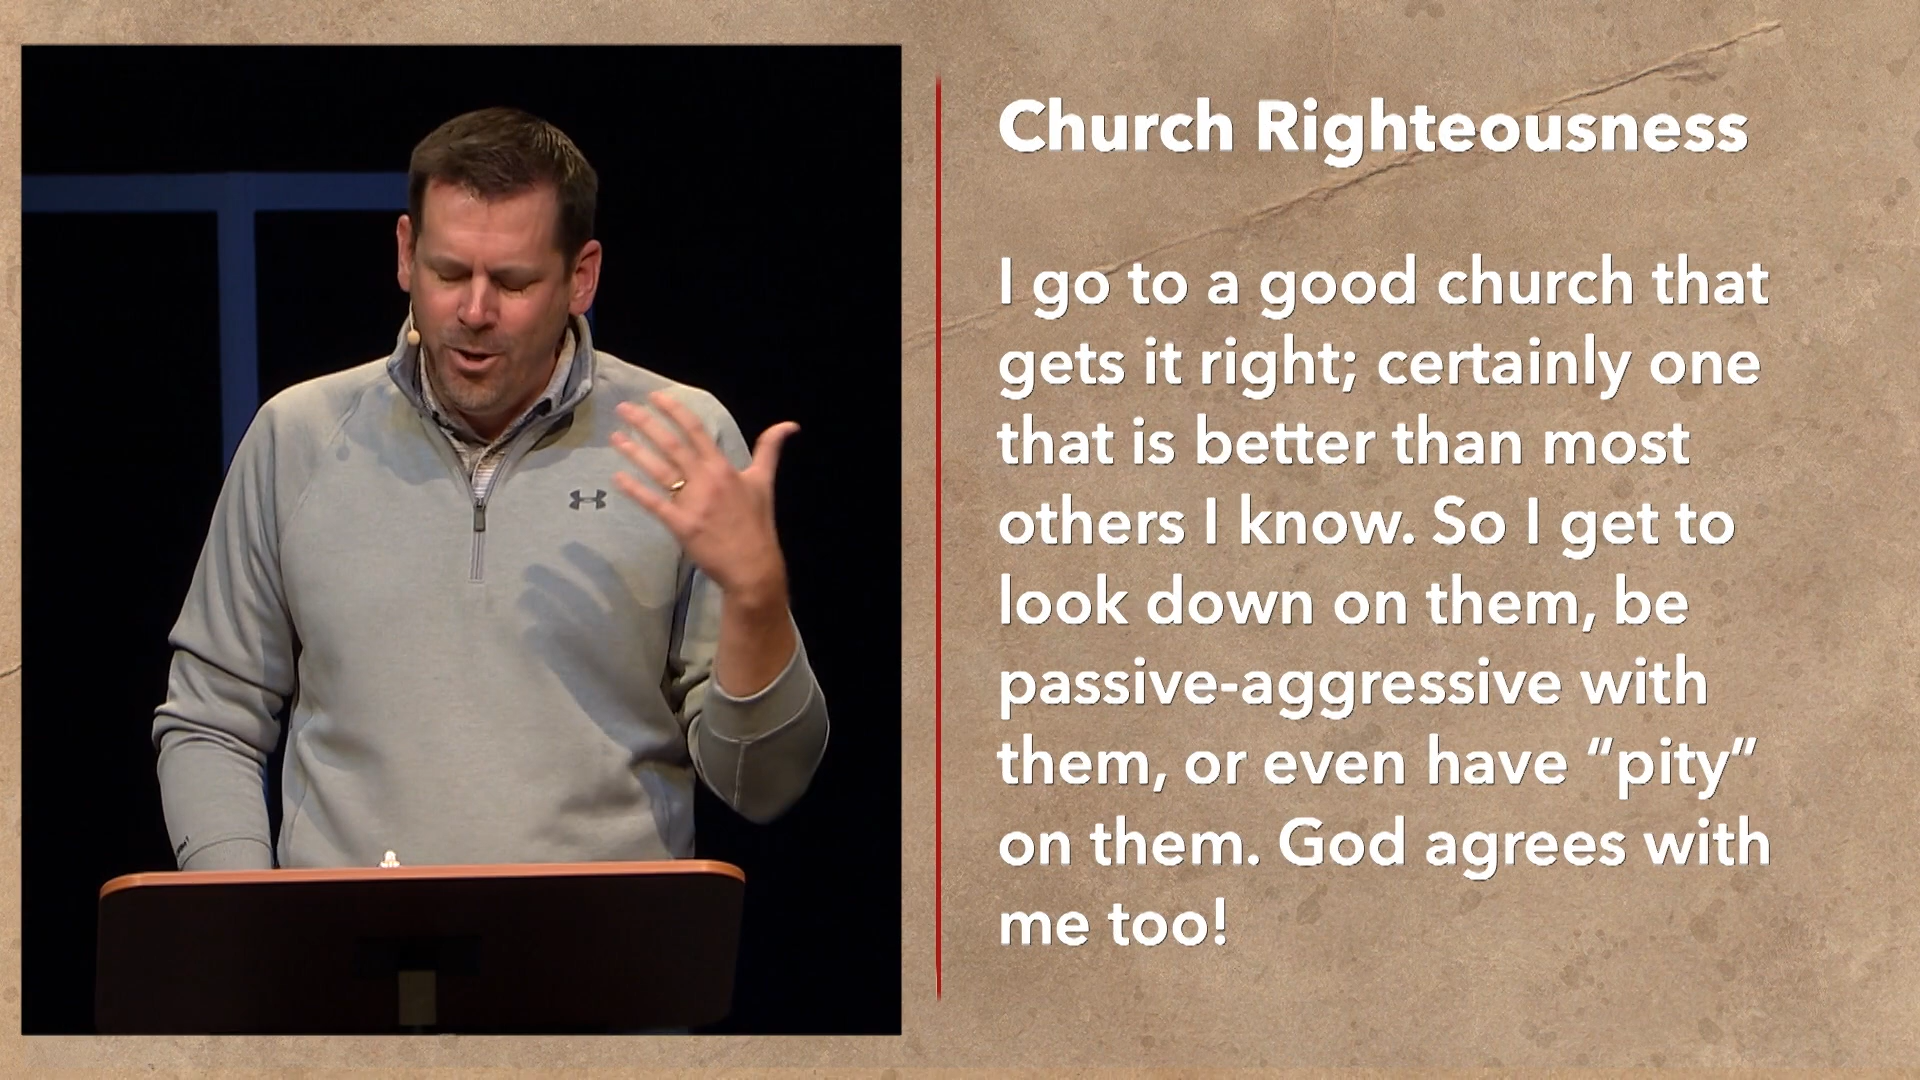 Church Righteousness
I go to a good church that
gets it right; certainly one
that is better than most
others I know. So I get to
look down on them, be
passive-aggressive with
them, or even have “pity”
on them. God agrees with
me too!